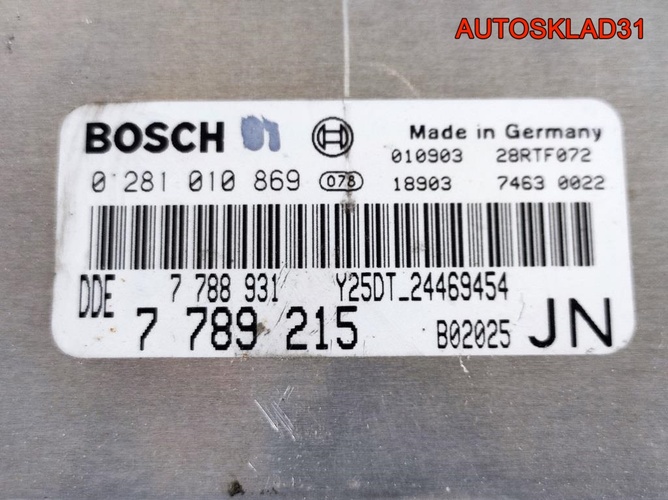 AUTOSKLAD31
BOSCH 01 Made in Germany
010903 28RTF072
0 281 010 869 078 18903 7463 0022
DDE 7 788 931 Y25DT_24469454
7 789 215 B02025 JN